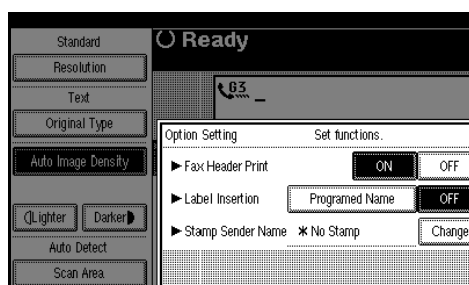 Standard
Ready
Resolution
Text
G3 _
Original Type
Option Setting Set functions.
Auto Image Density
►Fax Header Print ON OFF
►Label Insertion Programed Name OFF
Lighter Darker
►Stamp Sender Name ✱No Stamp Change
Auto Detect
Scan Area